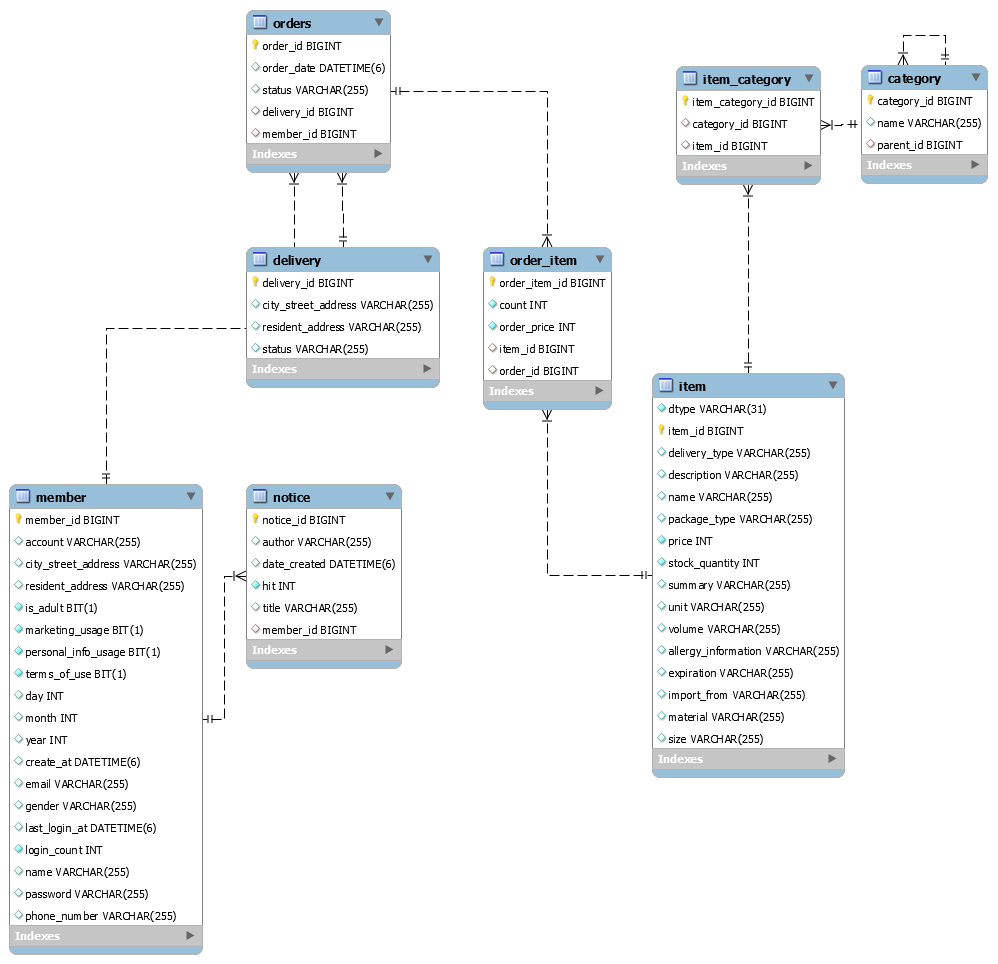 orders
order_id BIGINT
order_date DATETIME(6)
status VARCHAR(255)
delivery_id BIGINT
member_id BIGINT
Indexes
item_category
item_category_id BIGINT
category_id BIGINT
item_id BIGINT
Indexes
category
category_id BIGINT
name VARCHAR(255)
parent_id BIGINT
Indexes
delivery
delivery_id BIGINT
city_street_address VARCHAR(255)
resident_address VARCHAR(255)
status VARCHAR(255)
Indexes
order_item
order_item_id BIGINT
count INT
order_price INT
item_id BIGINT
order_id BIGINT
Indexes
item
dtype VARCHAR(31)
item_id BIGINT
delivery_type VARCHAR(255)
description VARCHAR(255)
name VARCHAR(255)
package_type VARCHAR(255)
price INT
stock_quantity INT
summary VARCHAR(255)
unit VARCHAR(255)
volume VARCHAR(255)
allergy_information VARCHAR(255)
expiration VARCHAR(255)
import_from VARCHAR(255)
material VARCHAR(255)
size VARCHAR(255)
Indexes
member
member_id BIGINT
account VARCHAR(255)
city_street_address VARCHAR(255)
resident_address VARCHAR(255)
is_adult BIT(1)
marketing_usage BIT(1)
personal_info_usage BIT(1)
terms_of_use BIT(1)
day INT
month INT
year INT
create_at DATETIME(6)
email VARCHAR(255)
gender VARCHAR(255)
last_login_at DATETIME(6)
login_count INT
name VARCHAR(255)
password VARCHAR(255)
phone_number VARCHAR(255)
Indexes
notice
notice_id BIGINT
author VARCHAR(255)
date_created DATETIME(6)
hit INT
title VARCHAR(255)
member_id BIGINT
Indexes